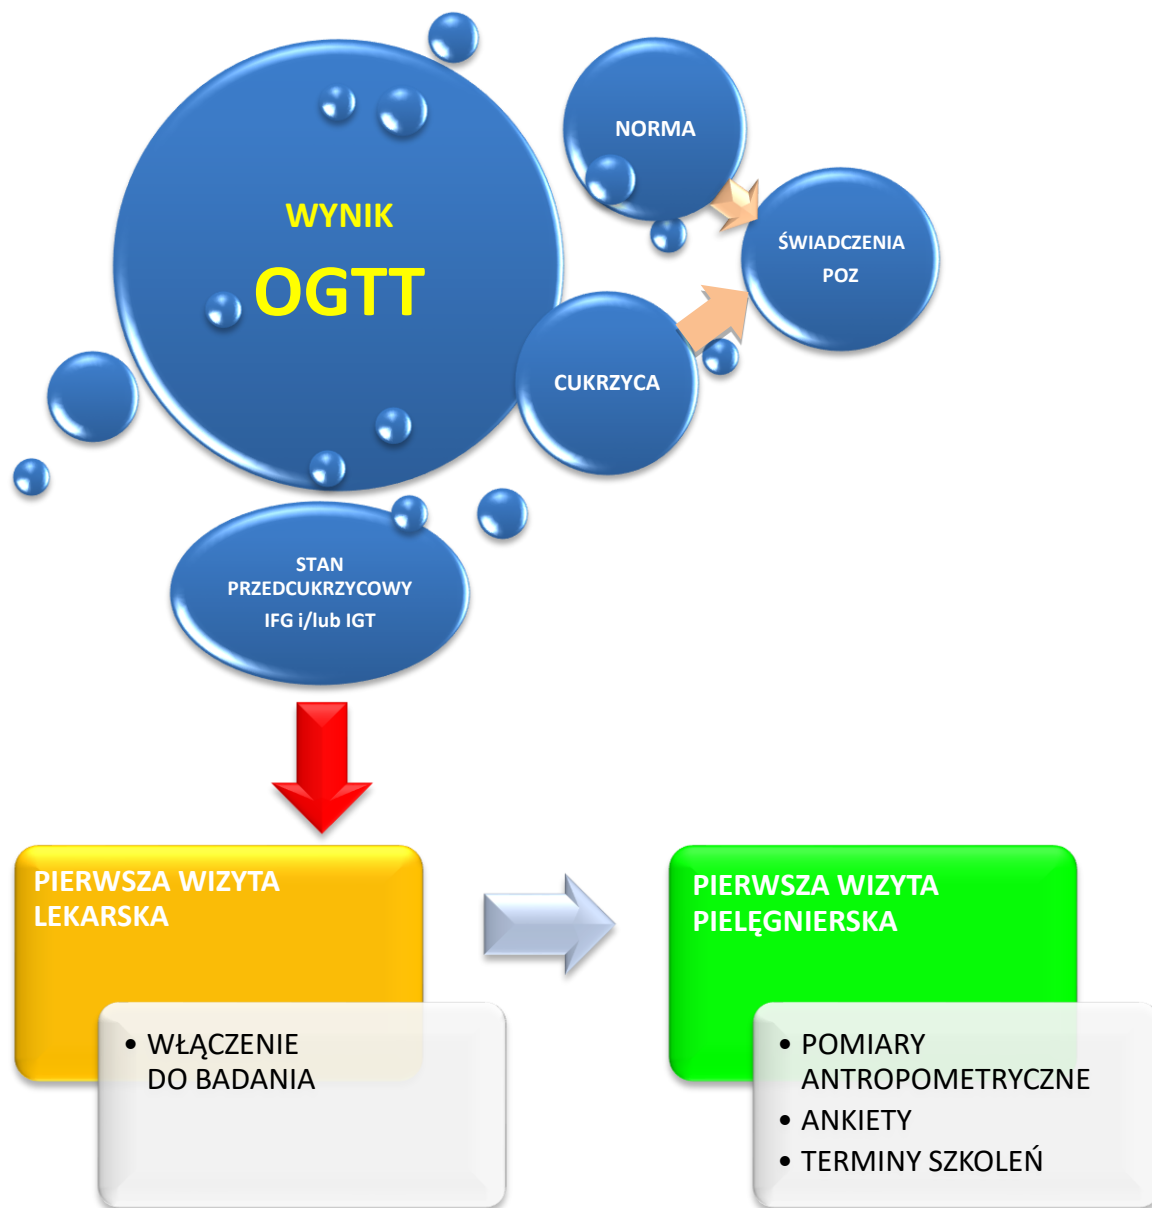 WYNIK
OGTT
NORMA
ŚWIADCZENIA
POZ
CUKRZYCA
STAN
PRZEDCUKRZYCOWY
IFG i/lub IGT
PIERWSZA WIZYTA
LEKARSKA
• WŁĄCZENIE
DO BADANIA
PIERWSZA WIZYTA
PIELĘGNIERSKA
• POMIARY
ANTROPOMETRYCZNE
• ANKIETY
• TERMINY SZKOLEŃ